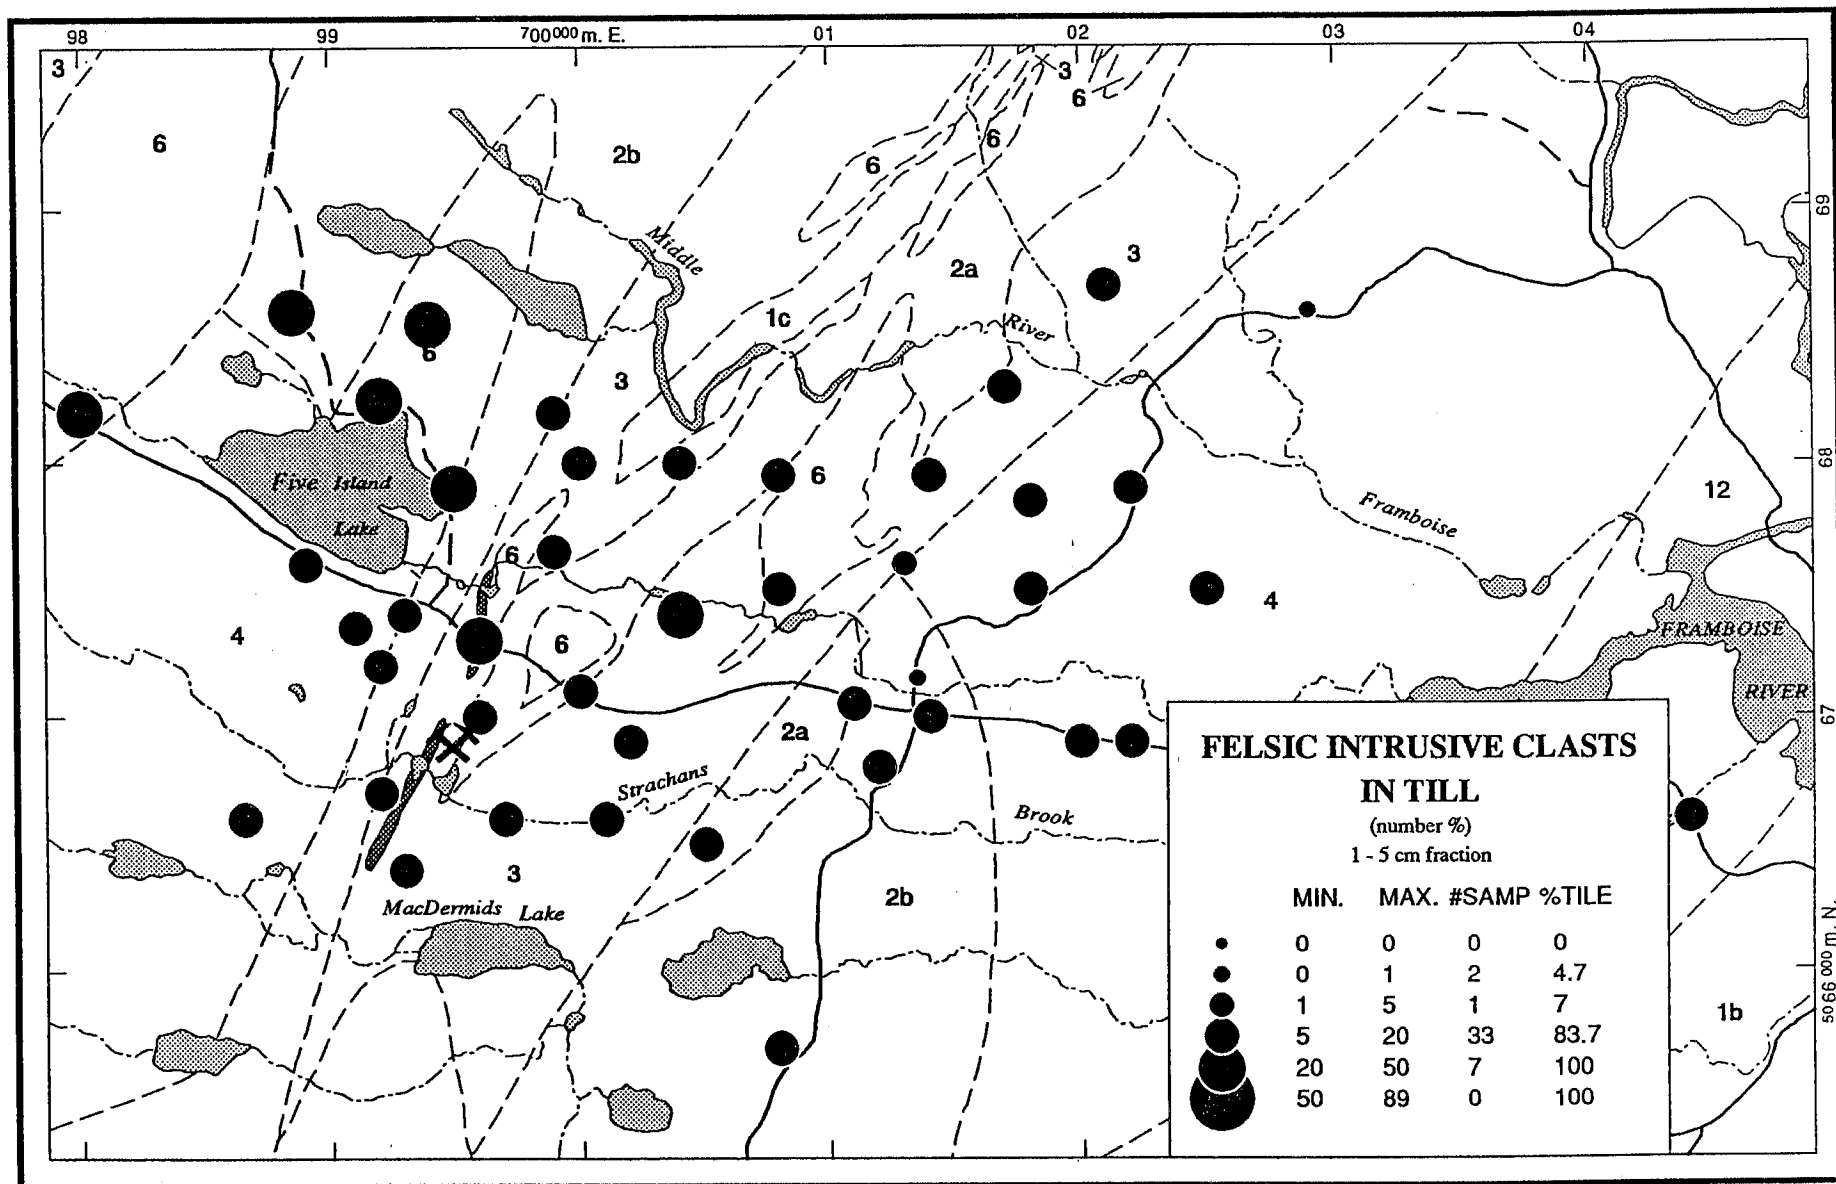 98 99 700000 m. E. 01 02 03 04
3
3
6
6
6
2b
6
6
69
Middle
2a
3
1c
River
6
3
68
6
Five Island
Lake
12
Framboise
6
4
4
6
FRAMBOISE
RIVER
67
2a
Strachans
Brook
3
MacDermids Lake
2b
50 66 000 m. N.
1b
FELSIC INTRUSIVE CLASTS
IN TILL
(number %)
1 - 5 cm fraction
MIN. MAX. #SAMP %TILE
0 0 0 0
0 1 2 4.7
1 5 1 7
5 20 33 83.7
20 50 7 100
50 89 0 100